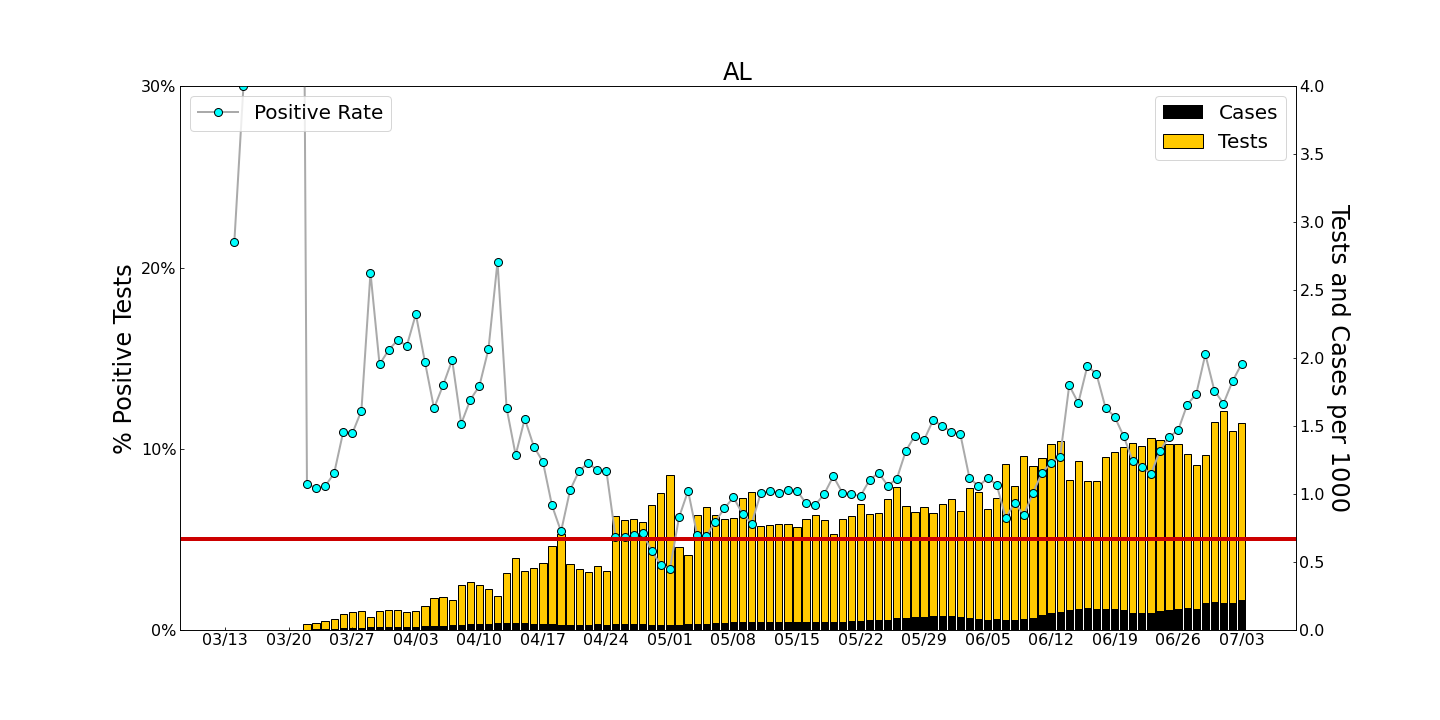 AL
Positive Rate
Cases
Tests
% Positive Tests
30%
20%
10%
0%
Tests and Cases per 1000
4.0
3.5
3.0
2.5
2.0
1.5
1.0
0.5
0.0
03/13 03/20 03/27 04/03 04/10 04/17 04/24 05/01 05/08 05/15 05/22 05/29 06/05 06/12 06/19 06/26 07/03